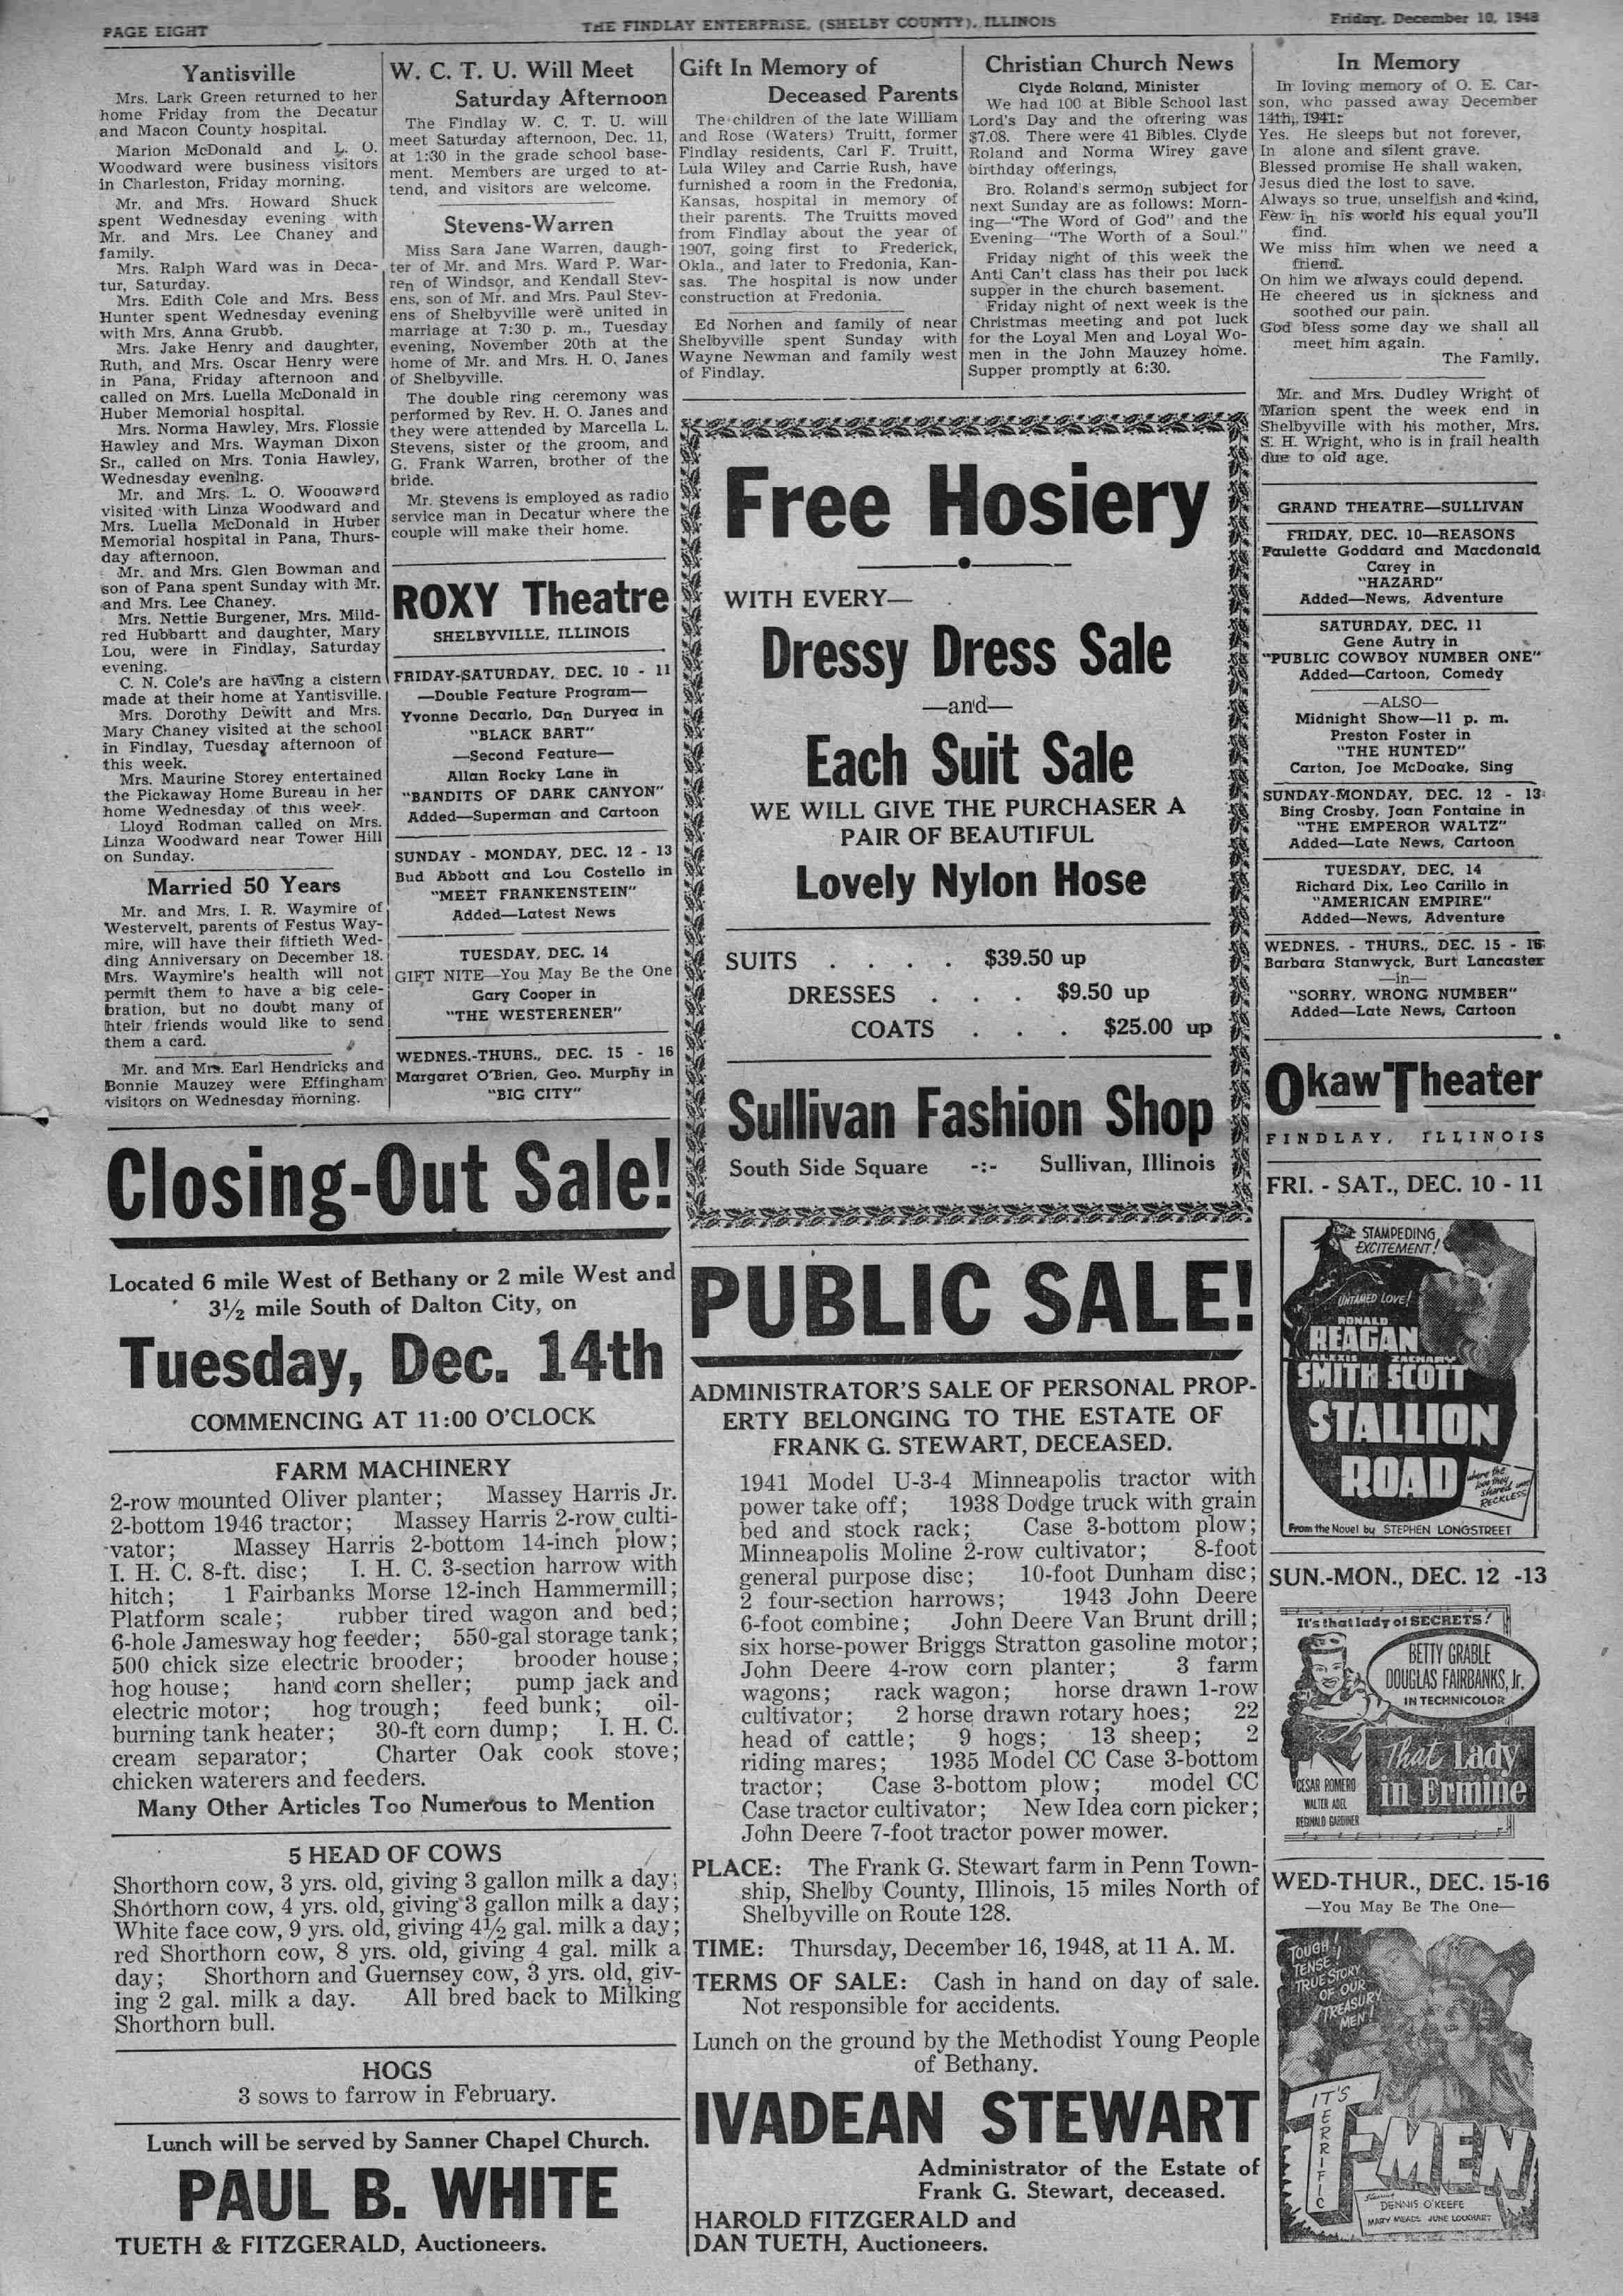 PAGE EIGHT
THE FINDLAY ENTERPRISE, (SHELBY COUNTY), ILLINOIS
Friday, December 10, 1948
Yantisville
Mrs. Lark Green returned to her
home Friday from the Decatur
and Macon County hospital.
Marion McDonald and L. O.
Woodward were business visitors
in Charleston, Friday morning.
Mr. and Mrs. Howard Shuck
spent Wednesday evening with
Mr. and Mrs. Lee Chaney and
family.
Mrs. Ralph Ward was in Deca-
tur, Saturday.
Mrs. Edith Cole and Mrs. Bess
Hunter spent Wednesday evening
with Mrs. Anna Grubb.
Mrs. Jake Henry and daughter,
Ruth, and Mrs. Oscar Henry were
in Pana, Friday afternoon and
called on Mrs. Luella McDonald in
Huber Memorial hospital.
Mrs. Norma Hawley, Mrs. Flossie
Hawley and Mrs. Wayman Dixon
Sr., called on Mrs. Tonia Hawley,
Wednesday evening.
Mr. and Mrs. L. O. Woodward
visited with Linza Woodward and
Mrs. Luella McDonald in Huber
Memorial hospital in Pana, Thurs-
day afternoon.
Mr. and Mrs. Glen Bowman and
son of Pana spent Sunday with Mr.
and Mrs. Lee Chaney.
Mrs. Nettie Burgener, Mrs. Mild-
red Hubbartt and daughter, Mary
Lou, were in Findlay, Saturday
evening.
C. N. Cole's are having a cistern
made at their home at Yantisville.
Mrs. Dorothy Dewitt and Mrs.
Mary Chaney visited at the school
in Findlay, Tuesday afternoon of
this week.
Mrs. Maurine Storey entertained
the Pickaway Home Bureau in her
home Wednesday of this week.
Lloyd Rodman called on Mrs.
Linza Woodward near Tower Hill
on Sunday.
Married 50 Years
Mr. and Mrs. I. R. Waymire of
Westervelt, parents of Festus Way-
mire, will have their fiftieth Wed-
ding Anniversary on December 18.
Mrs. Waymire's health will not
permit them to have a big cele-
bration, but no doubt many of
hteir friends would like to send
them a card.
Mr. and Mrs. Earl Hendricks and
Bonnie Mauzey were Effingham
visitors on Wednesday morning.
W. C. T. U. Will Meet
Saturday Afternoon
The Findlay W. C. T. U. will
meet Saturday afternoon, Dec. 11,
at 1:30 in the grade school base-
ment. Members are urged to at-
tend, and visitors are welcome.
Stevens-Warren
Miss Sara Jane Warren, daugh-
ter of Mr. and Mrs. Ward P. War-
ren of Windsor, and Kendall Stev-
ens, son of Mr. and Mrs. Paul Stev-
ens of Shelbyville were united in
marriage at 7:30 p. m., Tuesday
evening, November 20th at the
home of Mr. and Mrs. H. O. Janes
of Shelbyville.
The double ring ceremony was
performed by Rev. H. O. Janes and
they were attended by Marcella L.
Stevens, sister of the groom, and
G. Frank Warren, brother of the
bride.
Mr. Stevens is employed as radio
service man in Decatur where the
couple will make their home.
ROXY Theatre
SHELBYVILLE, ILLINOIS
FRIDAY-SATURDAY, DEC. 10 - 11
—Double Feature Program—
Yvonne Decarlo, Dan Duryea in
"BLACK BART"
—Second Feature—
Allan Rocky Lane in
"BANDITS OF DARK CANYON"
Added—Superman and Cartoon
SUNDAY - MONDAY, DEC. 12 - 13
Bud Abbott and Lou Costello in
"MEET FRANKENSTEIN"
Added—Latest News
TUESDAY, DEC. 14
GIFT NITE—You May Be the One
Gary Cooper in
"THE WESTERENER"
WEDNES.-THURS., DEC. 15 - 16
Margaret O'Brien, Geo. Murphy in
"BIG CITY"
Gift In Memory of
Deceased Parents
The children of the late William
and Rose (Waters) Truitt, former
Findlay residents, Carl F. Truitt,
Lula Wiley and Carrie Rush, have
furnished a room in the Fredonia,
Kansas, hospital in memory of
their parents. The Truitts moved
from Findlay about the year of
1907, going first to Frederick,
Okla., and later to Fredonia, Kan-
sas. The hospital is now under
construction at Fredonia.
Ed Norhen and family of near
Shelbyville spent Sunday with
Wayne Newman and family west
of Findlay.
Christian Church News
Clyde Roland, Minister
We had 100 at Bible School last
Lord's Day and the offering was
$7.08. There were 41 Bibles. Clyde
Roland and Norma Wirey gave
birthday offerings.
Bro. Roland's sermon subject for
next Sunday are as follows: Morn-
ing—"The Word of God" and the
Evening—"The Worth of a Soul."
Friday night of this week the
Anti Can't class has their pot luck
supper in the church basement.
Friday night of next week is the
Christmas meeting and pot luck
for the Loyal Men and Loyal Wo-
men in the John Mauzey home.
Supper promptly at 6:30.
In Memory
In loving memory of O. E. Car-
son, who passed away December
14th, 1941:
Yes. He sleeps but not forever,
In alone and silent grave.
Blessed promise He shall waken,
Jesus died the lost to save.
Always so true, unselfish and kind,
Few in his world his equal you'll
find.
We miss him when we need a
friend.
On him we always could depend.
He cheered us in sickness and
soothed our pain.
God bless some day we shall all
meet him again.
The Family.
Mr. and Mrs. Dudley Wright of
Marion spent the week end in
Shelbyville with his mother, Mrs.
S. H. Wright, who is in frail health
due to old age.
Free Hosiery
WITH EVERY—
Dressy Dress Sale
—and—
Each Suit Sale
WE WILL GIVE THE PURCHASER A
PAIR OF BEAUTIFUL
Lovely Nylon Hose
SUITS . . . . $39.50 up
DRESSES . . . $9.50 up
COATS . . . $25.00 up
Sullivan Fashion Shop
South Side Square -:- Sullivan, Illinois
GRAND THEATRE—SULLIVAN
FRIDAY, DEC. 10—REASONS
Paulette Goddard and Macdonald
Carey in
"HAZARD"
Added—News, Adventure
SATURDAY, DEC. 11
Gene Autry in
"PUBLIC COWBOY NUMBER ONE"
Added—Cartoon, Comedy
—ALSO—
Midnight Show—11 p. m.
Preston Foster in
"THE HUNTED"
Carton, Joe McDoake, Sing
SUNDAY-MONDAY, DEC. 12 - 13
Bing Crosby, Joan Fontaine in
"THE EMPEROR WALTZ"
Added—Late News, Cartoon
TUESDAY, DEC. 14
Richard Dix, Leo Carillo in
"AMERICAN EMPIRE"
Added—News, Adventure
WEDNES. - THURS., DEC. 15 - 16
Barbara Stanwyck, Burt Lancaster
—in—
"SORRY, WRONG NUMBER"
Added—Late News, Cartoon
Okaw Theater
FINDLAY, ILLINOIS
FRI. - SAT., DEC. 10 - 11
STAMPEDING
EXCITEMENT!
UNTAMED LOVE!
RONALD
REAGAN
ALEXIS ZACHARY
SMITH SCOTT
STALLION
ROAD
where the
love they
shared was
RECKLESS!
From the Novel by STEPHEN LONGSTREET
SUN.-MON., DEC. 12 -13
It's that lady of SECRETS!
BETTY GRABLE
DOUGLAS FAIRBANKS, Jr.
IN TECHNICOLOR
That Lady
in Ermine
CESAR ROMERO
WALTER ABEL
REGINALD GARDINER
WED-THUR., DEC. 15-16
—You May Be The One—
TOUGH!
TENSE!
TRUE STORY
OF OUR
TREASURY
MEN!
IT'S
TERRIFIC
T-MEN
Starring
DENNIS O'KEEFE
MARY MEADE JUNE LOCKHART
Closing-Out Sale!
Located 6 mile West of Bethany or 2 mile West and
3½ mile South of Dalton City, on
Tuesday, Dec. 14th
COMMENCING AT 11:00 O'CLOCK
FARM MACHINERY
2-row mounted Oliver planter; Massey Harris Jr.
2-bottom 1946 tractor; Massey Harris 2-row culti-
vator; Massey Harris 2-bottom 14-inch plow;
I. H. C. 8-ft. disc; I. H. C. 3-section harrow with
hitch; 1 Fairbanks Morse 12-inch Hammermill;
Platform scale; rubber tired wagon and bed;
6-hole Jamesway hog feeder; 550-gal storage tank;
500 chick size electric brooder; brooder house;
hog house; hand corn sheller; pump jack and
electric motor; hog trough; feed bunk; oil-
burning tank heater; 30-ft corn dump; I. H. C.
cream separator; Charter Oak cook stove;
chicken waterers and feeders.
Many Other Articles Too Numerous to Mention
5 HEAD OF COWS
Shorthorn cow, 3 yrs. old, giving 3 gallon milk a day;
Shorthorn cow, 4 yrs. old, giving 3 gallon milk a day;
White face cow, 9 yrs. old, giving 4½ gal. milk a day;
red Shorthorn cow, 8 yrs. old, giving 4 gal. milk a
day; Shorthorn and Guernsey cow, 3 yrs. old, giv-
ing 2 gal. milk a day. All bred back to Milking
Shorthorn bull.
HOGS
3 sows to farrow in February.
Lunch will be served by Sanner Chapel Church.
PAUL B. WHITE
TUETH & FITZGERALD, Auctioneers.
PUBLIC SALE!
ADMINISTRATOR'S SALE OF PERSONAL PROP-
ERTY BELONGING TO THE ESTATE OF
FRANK G. STEWART, DECEASED.
1941 Model U-3-4 Minneapolis tractor with
power take off; 1938 Dodge truck with grain
bed and stock rack; Case 3-bottom plow;
Minneapolis Moline 2-row cultivator; 8-foot
general purpose disc; 10-foot Dunham disc;
2 four-section harrows; 1943 John Deere
6-foot combine; John Deere Van Brunt drill;
six horse-power Briggs Stratton gasoline motor;
John Deere 4-row corn planter; 3 farm
wagons; rack wagon; horse drawn 1-row
cultivator; 2 horse drawn rotary hoes; 22
head of cattle; 9 hogs; 13 sheep; 2
riding mares; 1935 Model CC Case 3-bottom
tractor; Case 3-bottom plow; model CC
Case tractor cultivator; New Idea corn picker;
John Deere 7-foot tractor power mower.
PLACE: The Frank G. Stewart farm in Penn Town-
ship, Shelby County, Illinois, 15 miles North of
Shelbyville on Route 128.
TIME: Thursday, December 16, 1948, at 11 A. M.
TERMS OF SALE: Cash in hand on day of sale.
Not responsible for accidents.
Lunch on the ground by the Methodist Young People
of Bethany.
IVADEAN STEWART
Administrator of the Estate of
Frank G. Stewart, deceased.
HAROLD FITZGERALD and
DAN TUETH, Auctioneers.